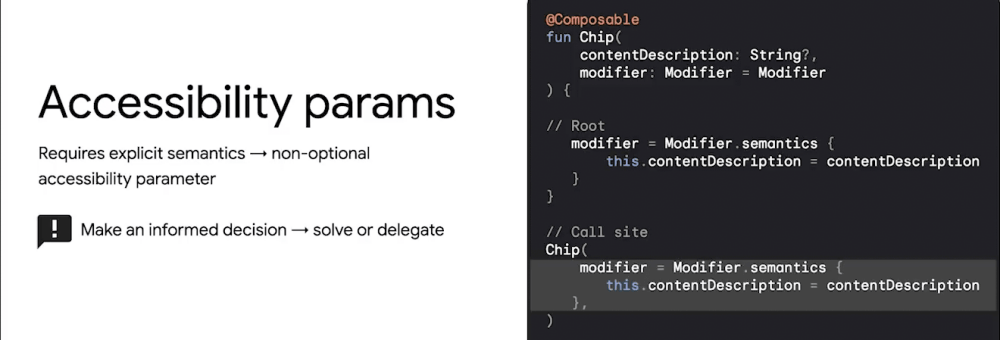 Accessibility params
Requires explicit semantics → non-optional
accessibility parameter
! Make an informed decision → solve or delegate
@Composable
fun Chip(
    contentDescription: String?,
    modifier: Modifier = Modifier
) {
// Root
   modifier = Modifier.semantics {
       this.contentDescription = contentDescription
   }
}
// Call site
Chip(
    modifier = Modifier.semantics {
       this.contentDescription = contentDescription
   },
)